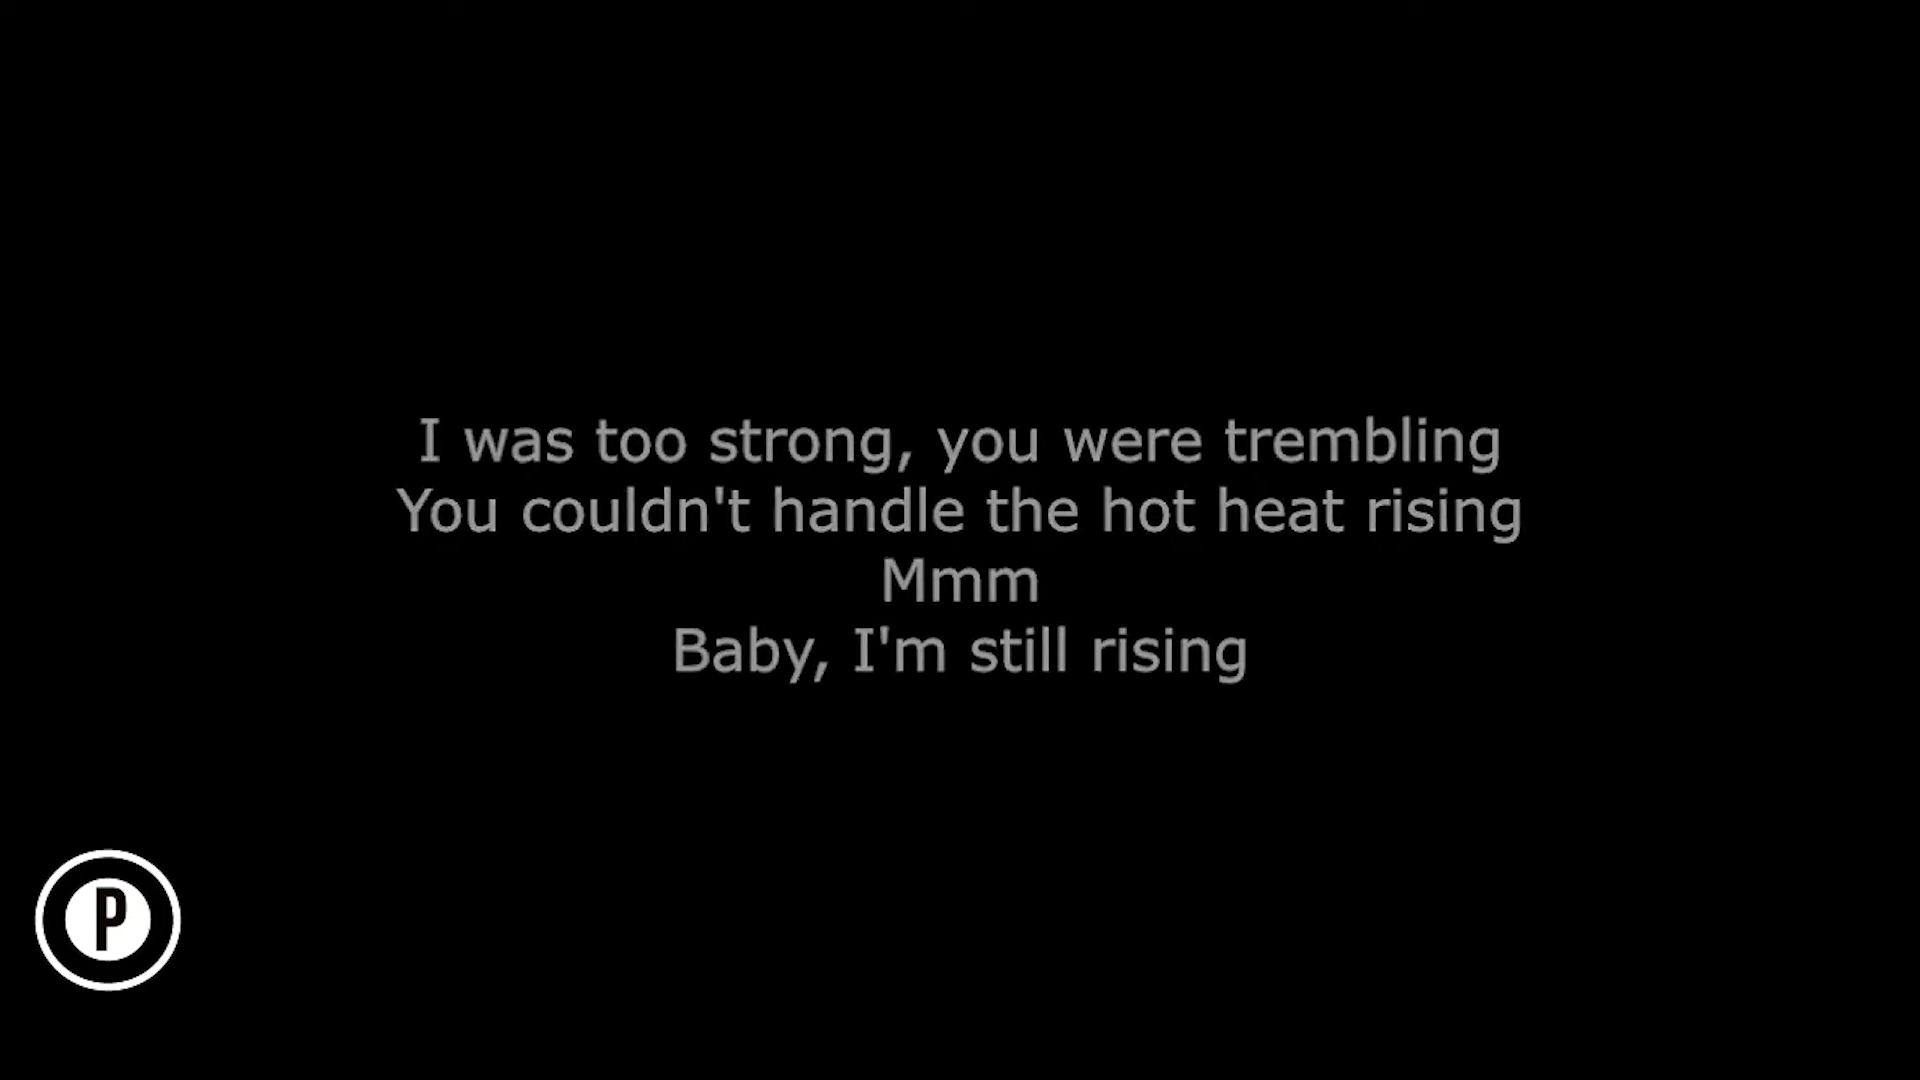 I was too strong, you were trembling
You couldn't handle the hot heat rising
Mmm
Baby, I'm still rising
P